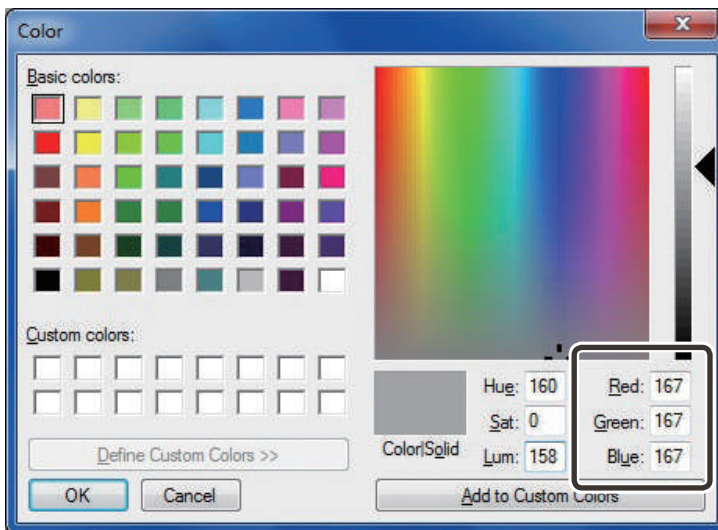 Color
Basic colors:
Custom colors:
Define Custom Colors >>
OK
Cancel
Color|Solid
Hue: 160
Sat: 0
Lum: 158
Red: 167
Green: 167
Blue: 167
Add to Custom Colors